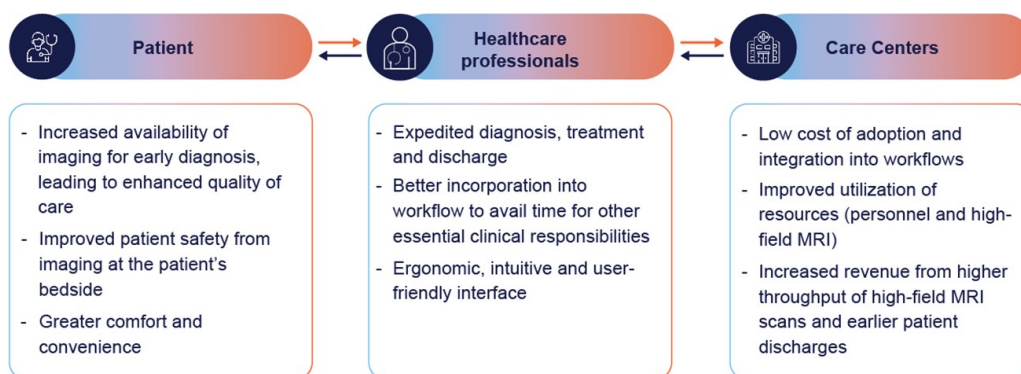 Patient
Healthcare
professionals
Care Centers
- Increased availability of
imaging for early diagnosis,
leading to enhanced quality of
care
- Improved patient safety from
imaging at the patient's
bedside
- Greater comfort and
convenience
- Expedited diagnosis, treatment
and discharge
- Better incorporation into
workflow to avail time for other
essential clinical responsibilities
- Ergonomic, intuitive and user-
friendly interface
- Low cost of adoption and
integration into workflows
- Improved utilization of
resources (personnel and high-
field MRI)
- Increased revenue from higher
throughput of high-field MRI
scans and earlier patient
discharges